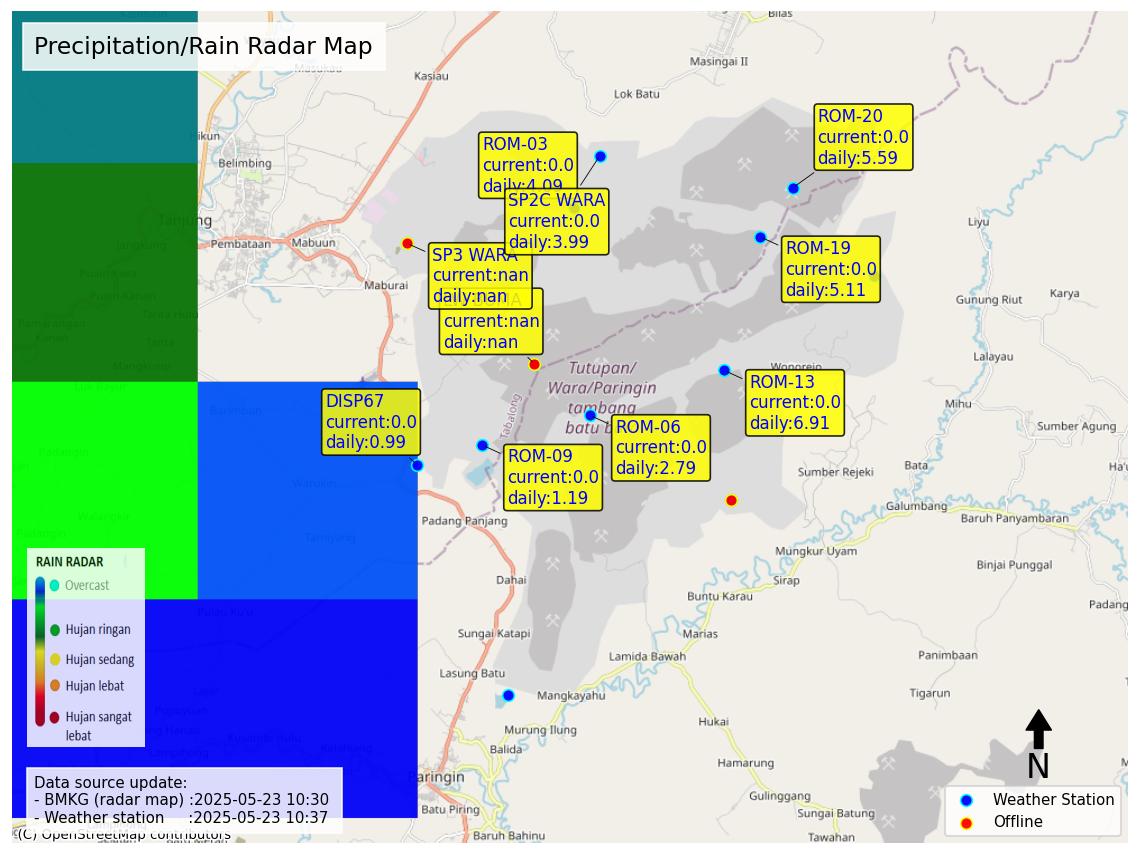 Precipitation/Rain Radar Map
Bilas
Masingai II
Kasiau
Lok Batu
Hikun
Belimbing
Tanjung
Jangkung
Pembataan
Mabuun
Maburai
Liyu
Gunung Riut
Karya
Lalayau
Mihu
Wonorejo
Sumber Agung
Bata
Sumber Rejeki
Galumbang
Baruh Panyambaran
Mungkur Uyam
Binjai Punggal
Sirap
Buntu Karau
Padang
Marias
Panimbaan
Lamida Bawah
Tigarun
Hukai
Hamarung
Gulinggang
Sungai Batung
Tawahan
Padang Panjang
Dahai
Sungai Katapi
Lasung Batu
Mangkayahu
Murung Ilung
Balida
Paringin
Batu Piring
Baruh Bahinu
Tabalong
Tutupan/
Wara/Paringin
tambang
ROM-03
current:0.0
daily:4.09
SP2C WARA
current:0.0
daily:3.99
ROM-20
current:0.0
daily:5.59
ROM-19
current:0.0
daily:5.11
SP3 WARA
current:nan
daily:nan
current:nan
daily:nan
ROM-13
current:0.0
daily:6.91
DISP67
current:0.0
daily:0.99
ROM-06
current:0.0
daily:2.79
ROM-09
current:0.0
daily:1.19
RAIN RADAR
Overcast
Hujan ringan
Hujan sedang
Hujan lebat
Hujan sangat
lebat
Data source update:
- BMKG (radar map) :2025-05-23 10:30
- Weather station :2025-05-23 10:37
(C) OpenStreetMap contributors
N
Weather Station
Offline